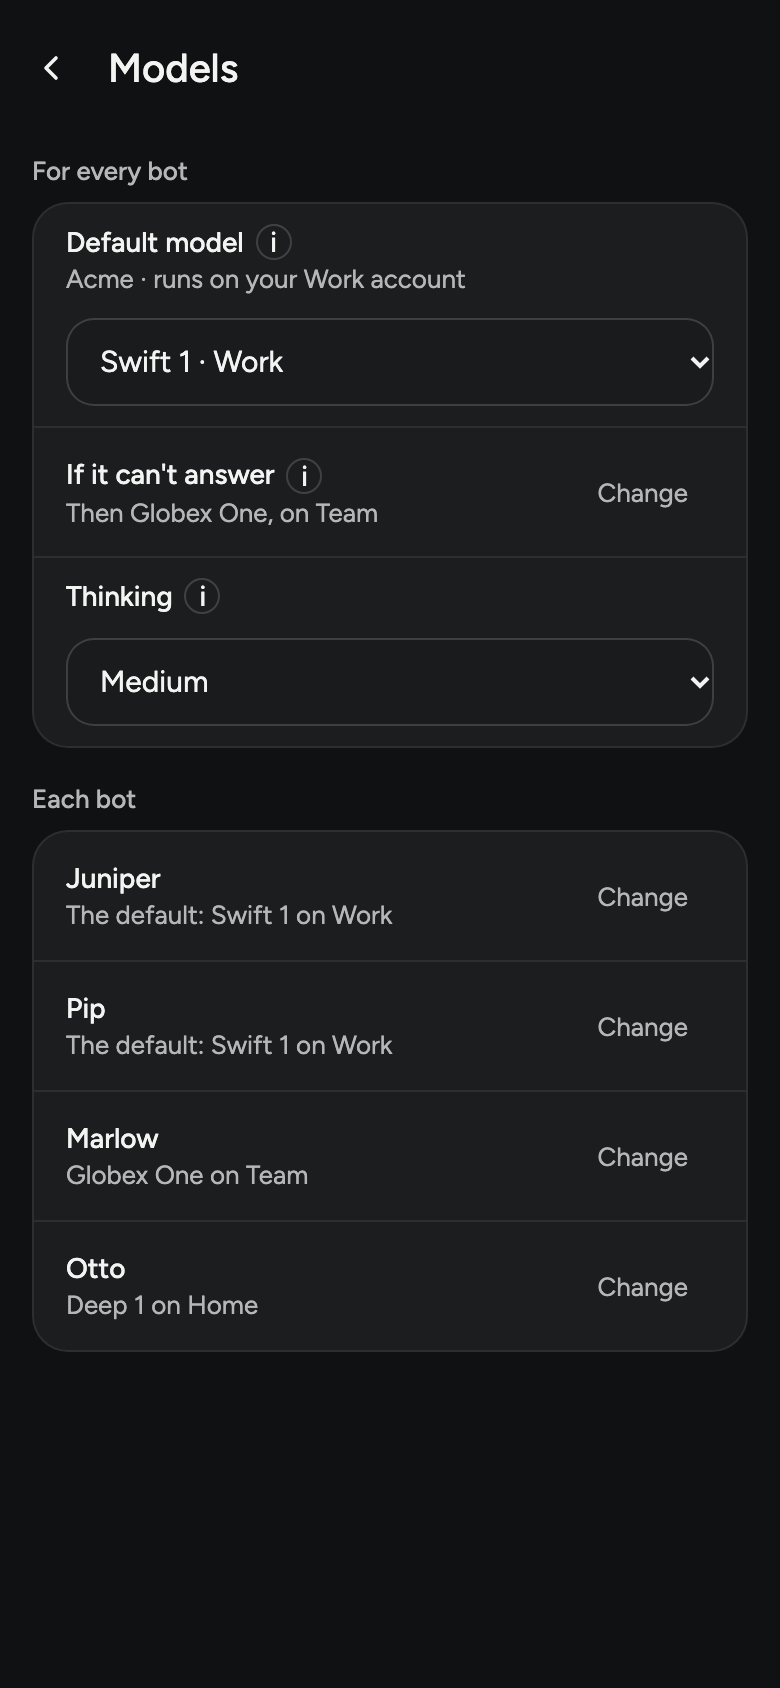 Models
For every bot
Default model
Acme · runs on your Work account
Swift 1 · Work
If it can't answer
Then Globex One, on Team
Change
Thinking
Medium
Each bot
Juniper
The default: Swift 1 on Work
Change
Pip
The default: Swift 1 on Work
Change
Marlow
Globex One on Team
Change
Otto
Deep 1 on Home
Change